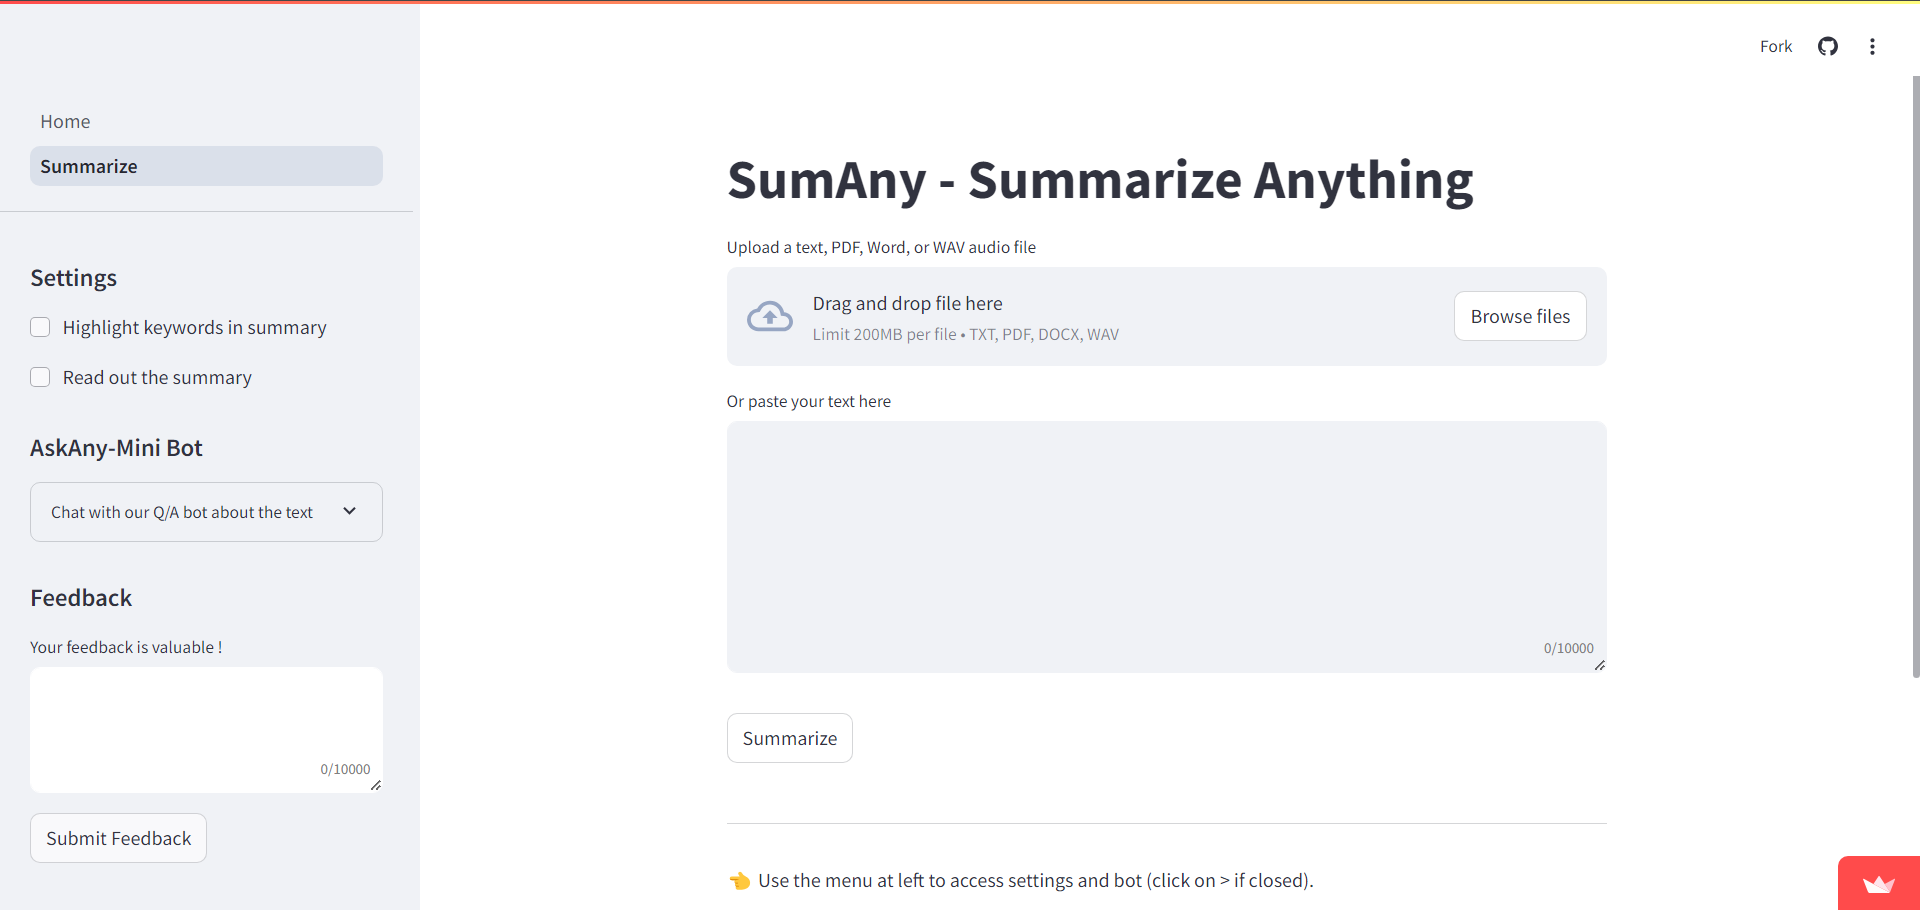 Fork
Home
Summarize
Settings
Highlight keywords in summary
Read out the summary
AskAny-Mini Bot
Chat with our Q/A bot about the text
Feedback
Your feedback is valuable !
0/10000
Submit Feedback
SumAny - Summarize Anything
Upload a text, PDF, Word, or WAV audio file
Drag and drop file here
Limit 200MB per file • TXT, PDF, DOCX, WAV
Browse files
Or paste your text here
0/10000
Summarize
👈 Use the menu at left to access settings and bot (click on > if closed).